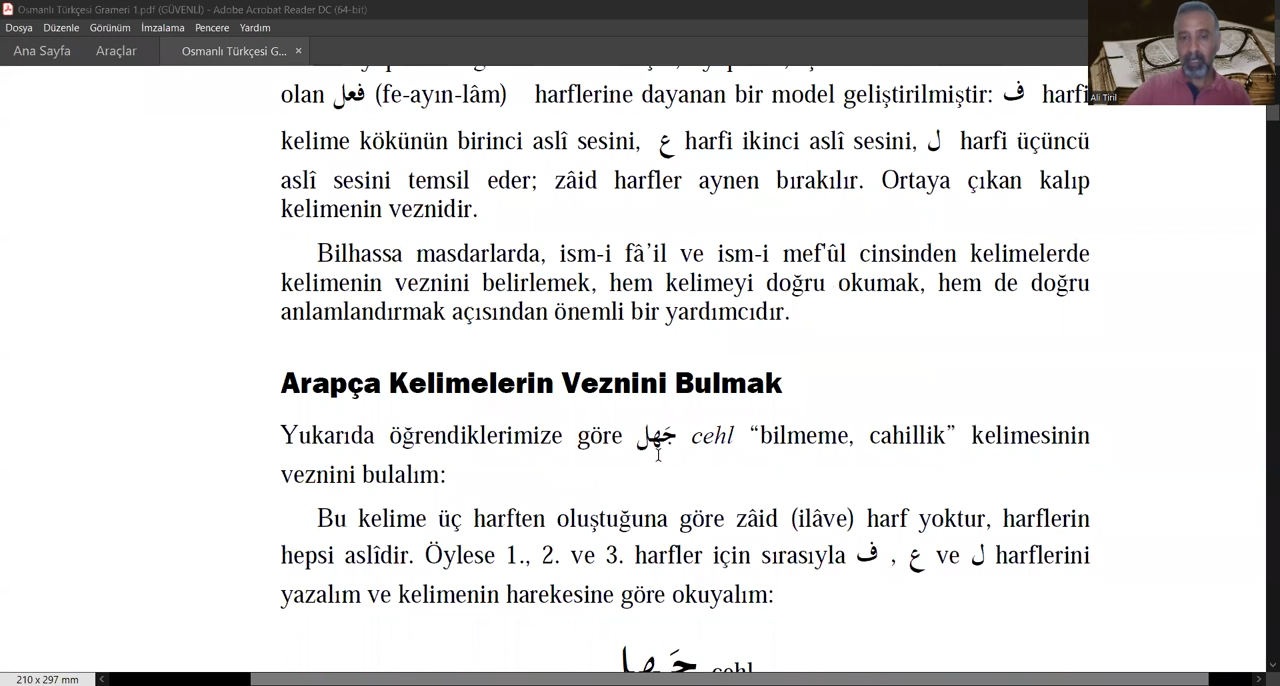 Osmanlı Türkçesi Grameri 1.pdf (GÜVENLİ) - Adobe Acrobat Reader DC (64-bit)
Dosya Düzenle Görünüm İmzalama Pencere Yardım
Ana Sayfa Araçlar Osmanlı Türkçesi G... ×
Ali Tiril
olan فعل (fe-ayın-lâm) harflerine dayanan bir model geliştirilmiştir: ف harfi
kelime kökünün birinci aslî sesini, ع harfi ikinci aslî sesini, ل harfi üçüncü
aslî sesini temsil eder; zâid harfler aynen bırakılır. Ortaya çıkan kalıp
kelimenin veznidir.
Bilhassa masdarlarda, ism-i fâ'il ve ism-i mef'ûl cinsinden kelimelerde
kelimenin veznini belirlemek, hem kelimeyi doğru okumak, hem de doğru
anlamlandırmak açısından önemli bir yardımcıdır.
Arapça Kelimelerin Veznini Bulmak
Yukarıda öğrendiklerimize göre جَهل cehl “bilmeme, cahillik” kelimesinin
veznini bulalım:
Bu kelime üç harften oluştuğuna göre zâid (ilâve) harf yoktur, harflerin
hepsi aslîdir. Öylese 1., 2. ve 3. harfler için sırasıyla ف , ع ve ل harflerini
yazalım ve kelimenin harekesine göre okuyalım:
جَهل cehl
210 x 297 mm